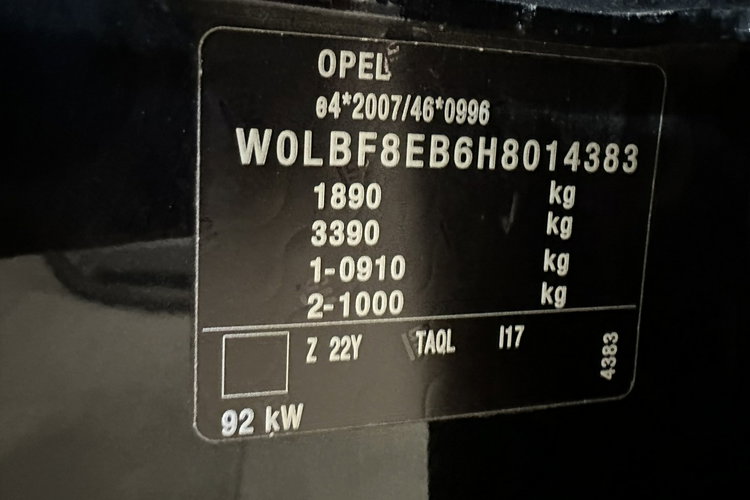 OPEL
e4*2007/46*0996
W0LBF8EB6H8014383
1890 kg
3390 kg
1-0910 kg
2-1000 kg
Z 22Y TAQL I17
4383
92 kW